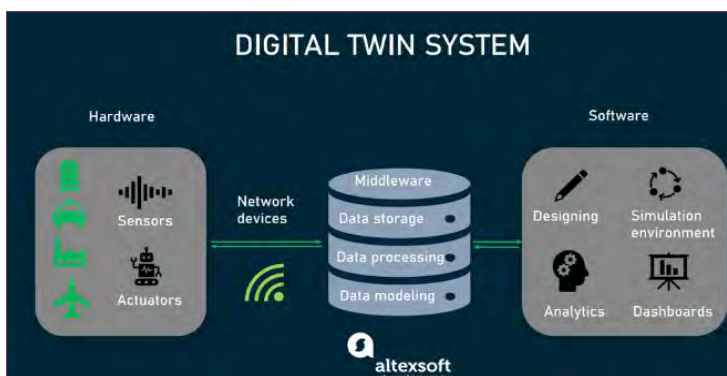 DIGITAL TWIN SYSTEM
Hardware
Sensors
Actuators
Network
devices
Middleware
Data storage
Data processing
Data modeling
Software
Designing
Simulation
environment
Analytics
Dashboards
altexsoft